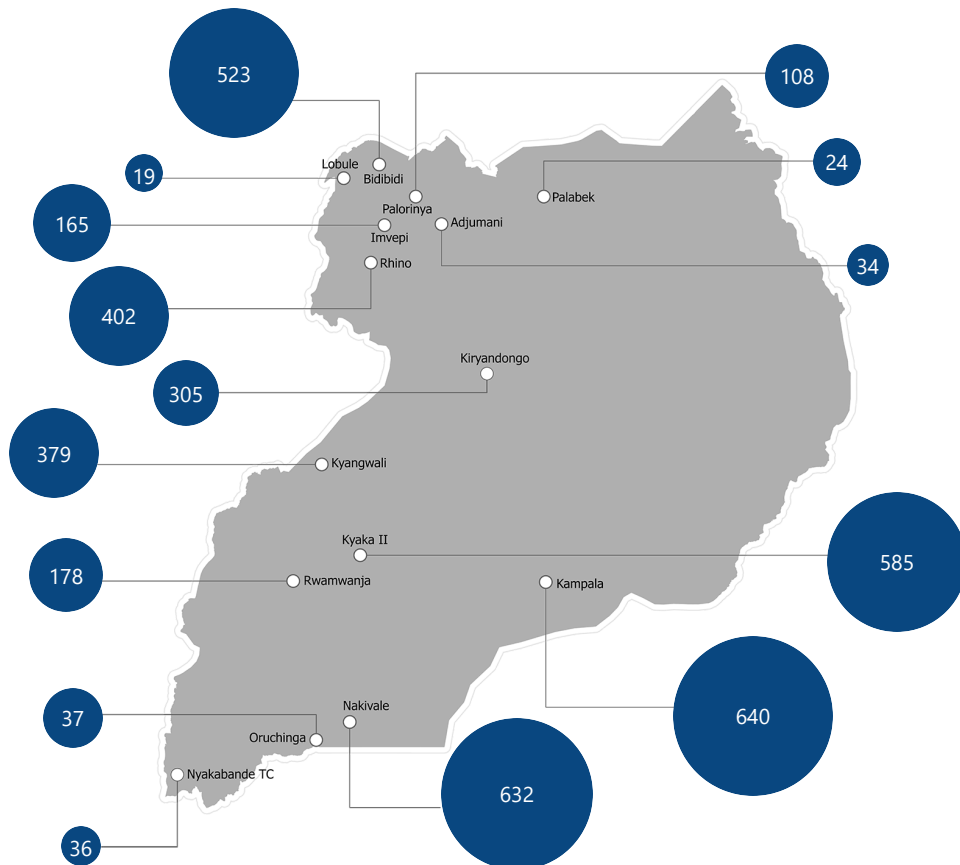 523
108
Lobule
19
Bidibidi
24
Palorinya
Palabek
165
Imvepi
Adjumani
Rhino
34
402
Kiryandongo
305
379
Kyangwali
Kyaka II
585
178
Rwamwanja
Kampala
37
Nakivale
640
Oruchinga
Nyakabande TC
632
36